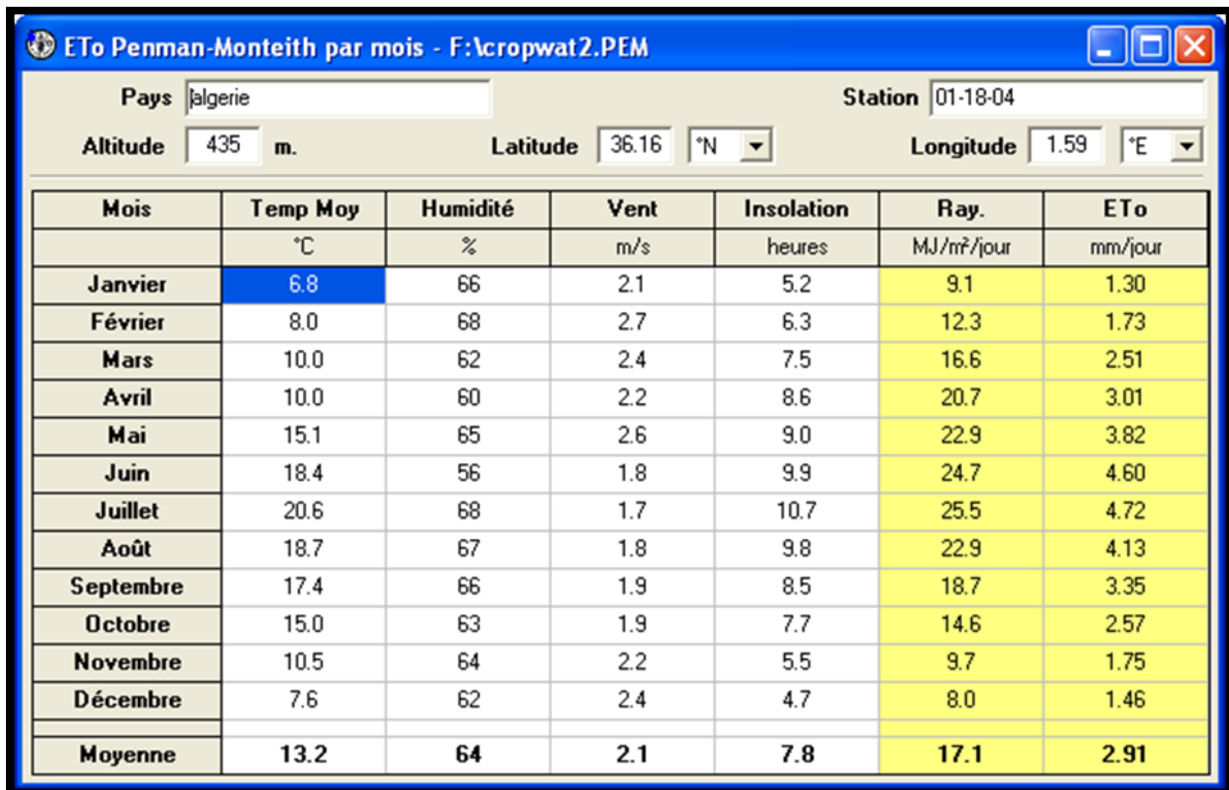 ETo Penman-Monteith par mois - F:\cropwat2.PEM
Pays algerie Station 01-18-04
Altitude 435 m. Latitude 36.16 °N Longitude 1.59 °E
Mois Temp Moy Humidité Vent Insolation Ray. ETo
°C % m/s heures MJ/m²/jour mm/jour
Janvier 6.8 66 2.1 5.2 9.1 1.30
Février 8.0 68 2.7 6.3 12.3 1.73
Mars 10.0 62 2.4 7.5 16.6 2.51
Avril 10.0 60 2.2 8.6 20.7 3.01
Mai 15.1 65 2.6 9.0 22.9 3.82
Juin 18.4 56 1.8 9.9 24.7 4.60
Juillet 20.6 68 1.7 10.7 25.5 4.72
Août 18.7 67 1.8 9.8 22.9 4.13
Septembre 17.4 66 1.9 8.5 18.7 3.35
Octobre 15.0 63 1.9 7.7 14.6 2.57
Novembre 10.5 64 2.2 5.5 9.7 1.75
Décembre 7.6 62 2.4 4.7 8.0 1.46
Moyenne 13.2 64 2.1 7.8 17.1 2.91